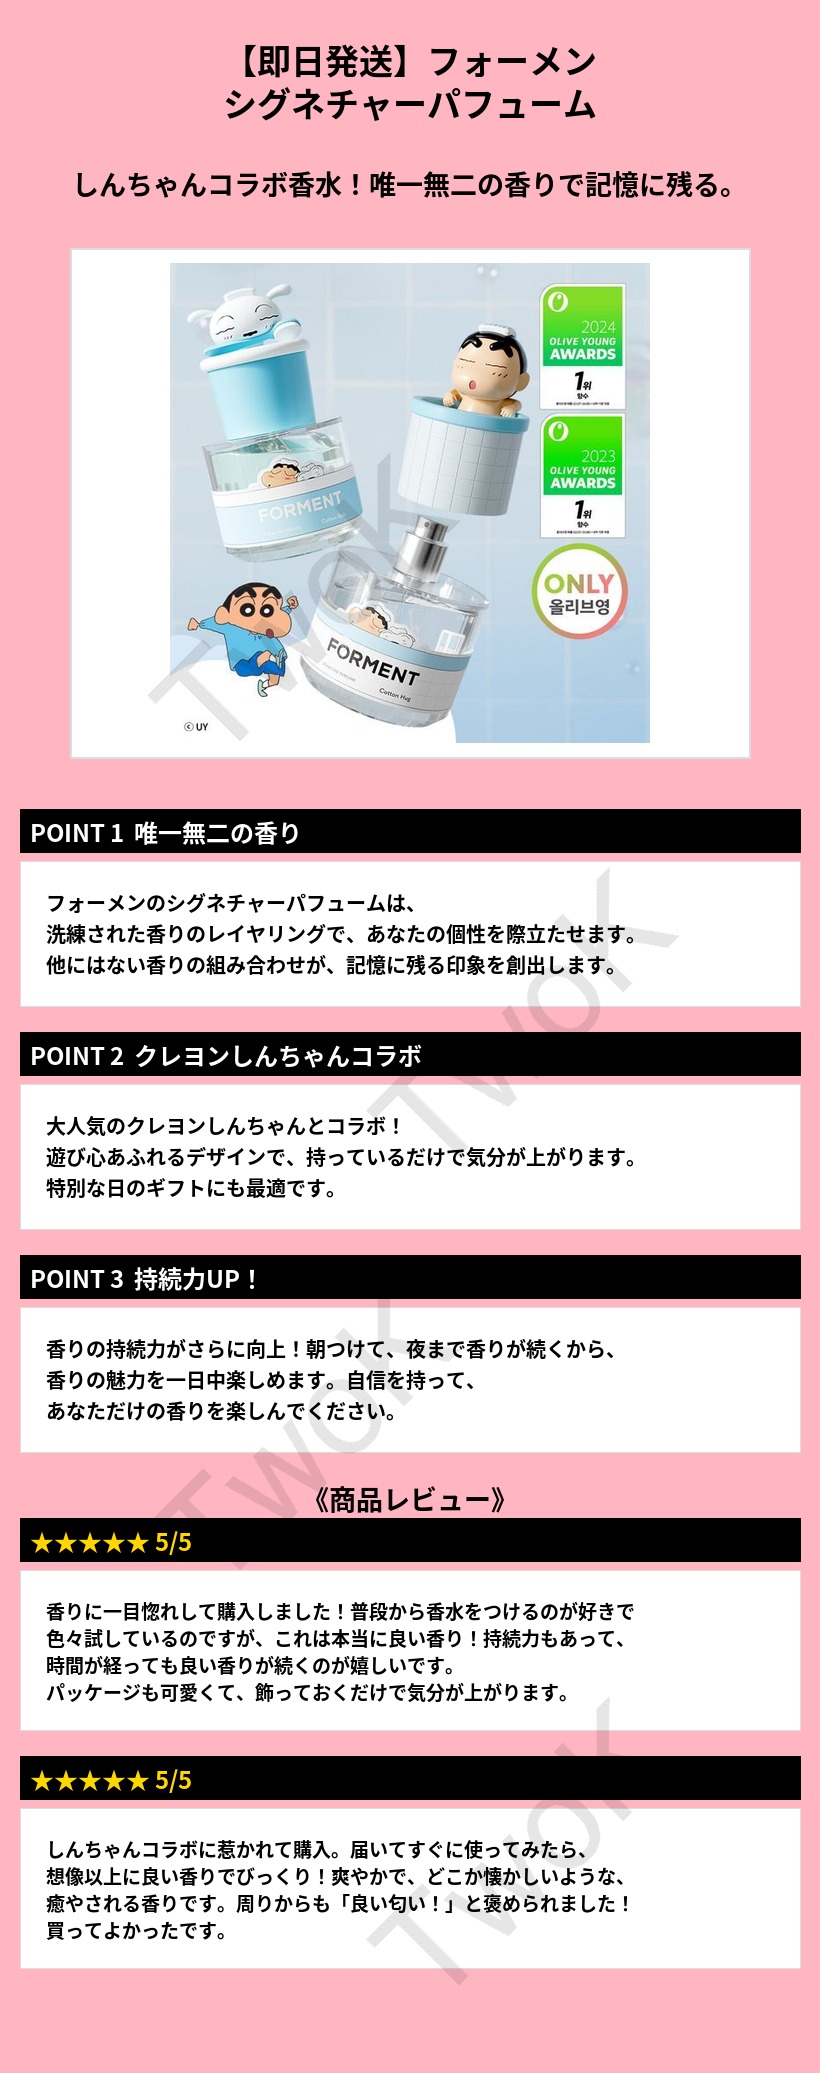 【即日発送】フォーメン
シグネチャーパフューム
しんちゃんコラボ香水！唯一無二の香りで記憶に残る。
2024
OLIVE YOUNG
AWARDS
1위
향수
2023
OLIVE YOUNG
AWARDS
1위
향수
ONLY
올리브영
FORMENT
FORMENT
Cotton Hug
ⓒ UY
TwoK
POINT 1 唯一無二の香り
フォーメンのシグネチャーパフュームは、
洗練された香りのレイヤリングで、あなたの個性を際立たせます。
他にはない香りの組み合わせが、記憶に残る印象を創出します。
TwoK
POINT 2 クレヨンしんちゃんコラボ
大人気のクレヨンしんちゃんとコラボ！
遊び心あふれるデザインで、持っているだけで気分が上がります。
特別な日のギフトにも最適です。
POINT 3 持続力UP！
香りの持続力がさらに向上！朝つけて、夜まで香りが続くから、
香りの魅力を一日中楽しめます。自信を持って、
あなただけの香りを楽しんでください。
TwoK
《商品レビュー》
★★★★★ 5/5
香りに一目惚れして購入しました！普段から香水をつけるのが好きで
色々試しているのですが、これは本当に良い香り！持続力もあって、
時間が経っても良い香りが続くのが嬉しいです。
パッケージも可愛くて、飾っておくだけで気分が上がります。
★★★★★ 5/5
しんちゃんコラボに惹かれて購入。届いてすぐに使ってみたら、
想像以上に良い香りでびっくり！爽やかで、どこか懐かしいような、
癒やされる香りです。周りからも「良い匂い！」と褒められました！
買ってよかったです。
TwoK